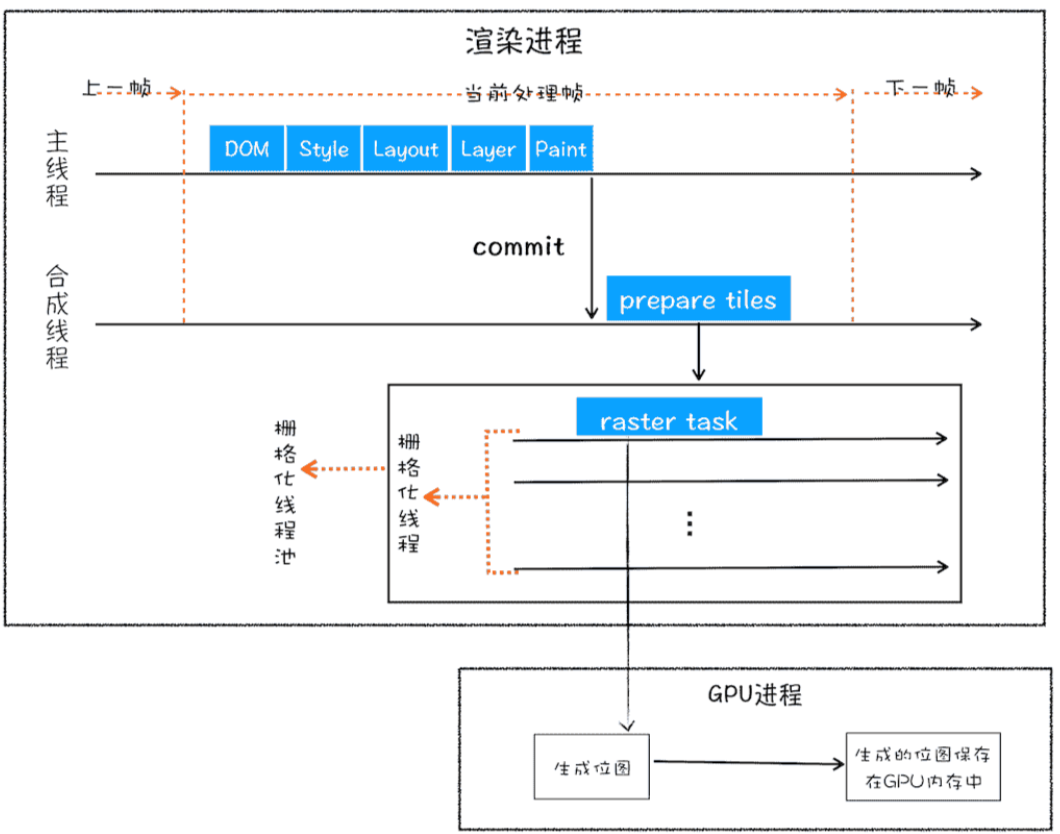 渲染进程
上一帧
当前处理帧
下一帧
主线程
DOM
Style
Layout
Layer
Paint
commit
合成线程
prepare tiles
raster task
栅格化线程池
栅格化线程
⋮
GPU进程
生成位图
生成的位图保存
在GPU内存中